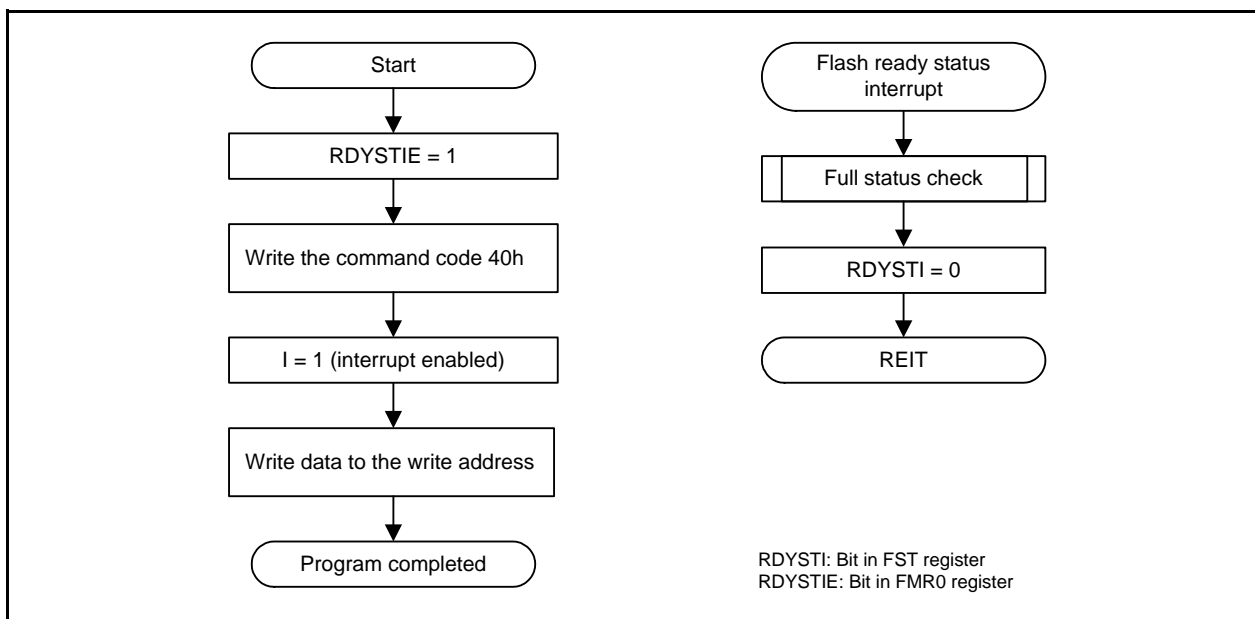 Start
RDYSTIE = 1
Write the command code 40h
I = 1 (interrupt enabled)
Write data to the write address
Program completed
Flash ready status
interrupt
Full status check
RDYSTI = 0
REIT
RDYSTI: Bit in FST register
RDYSTIE: Bit in FMR0 register